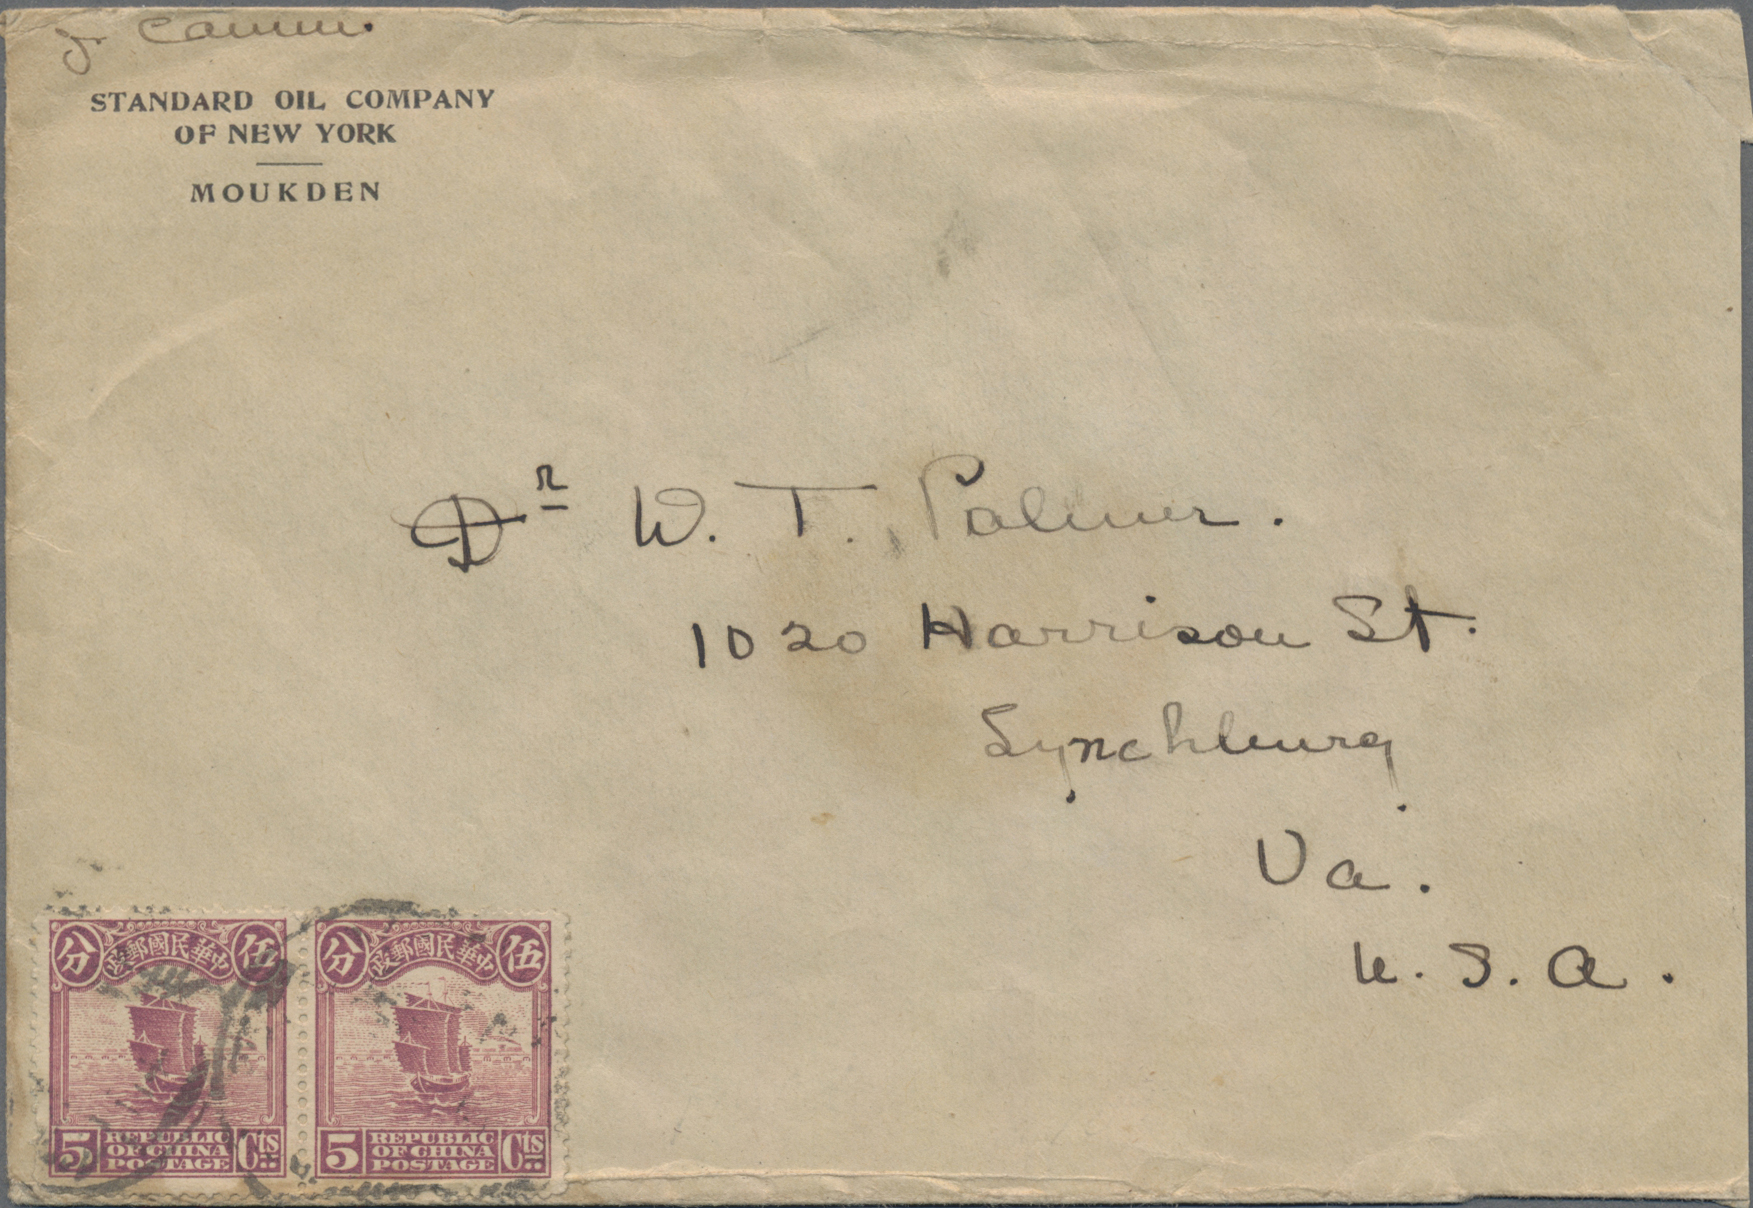 STANDARD OIL COMPANY
OF NEW YORK
MOUKDEN
Dr W. T. Palmer.
1020 Harrison St.
Lynchburg
Va.
U. S. A.
分 中華民國郵政 伍
5 REPUBLIC OF CHINA POSTAGE Cts
分 中華民國郵政 伍
5 REPUBLIC OF CHINA POSTAGE Cts